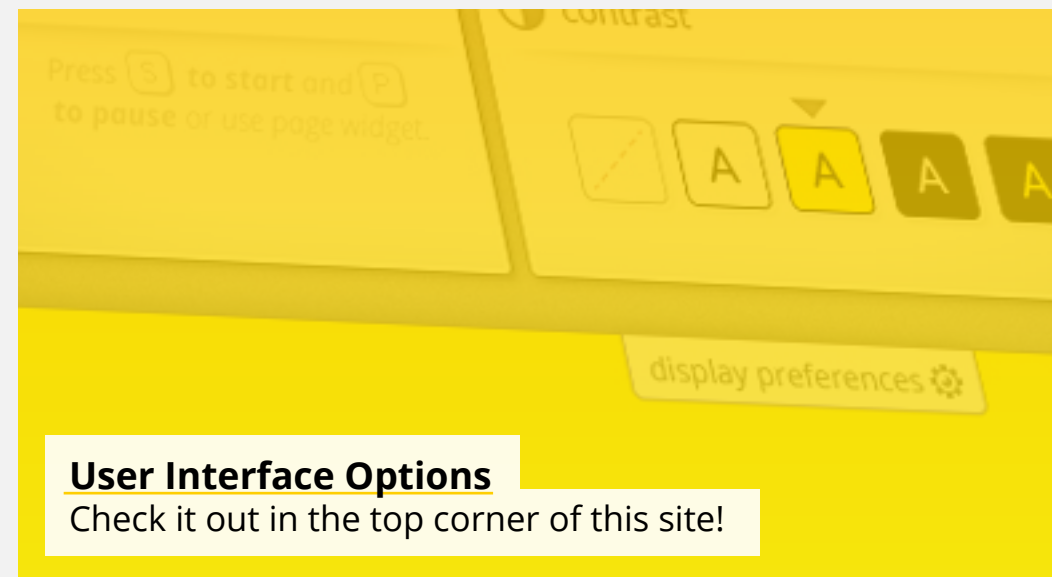 contrast
Press S to start and P
to pause or use page widget.
A A A A
display preferences
User Interface Options
Check it out in the top corner of this site!